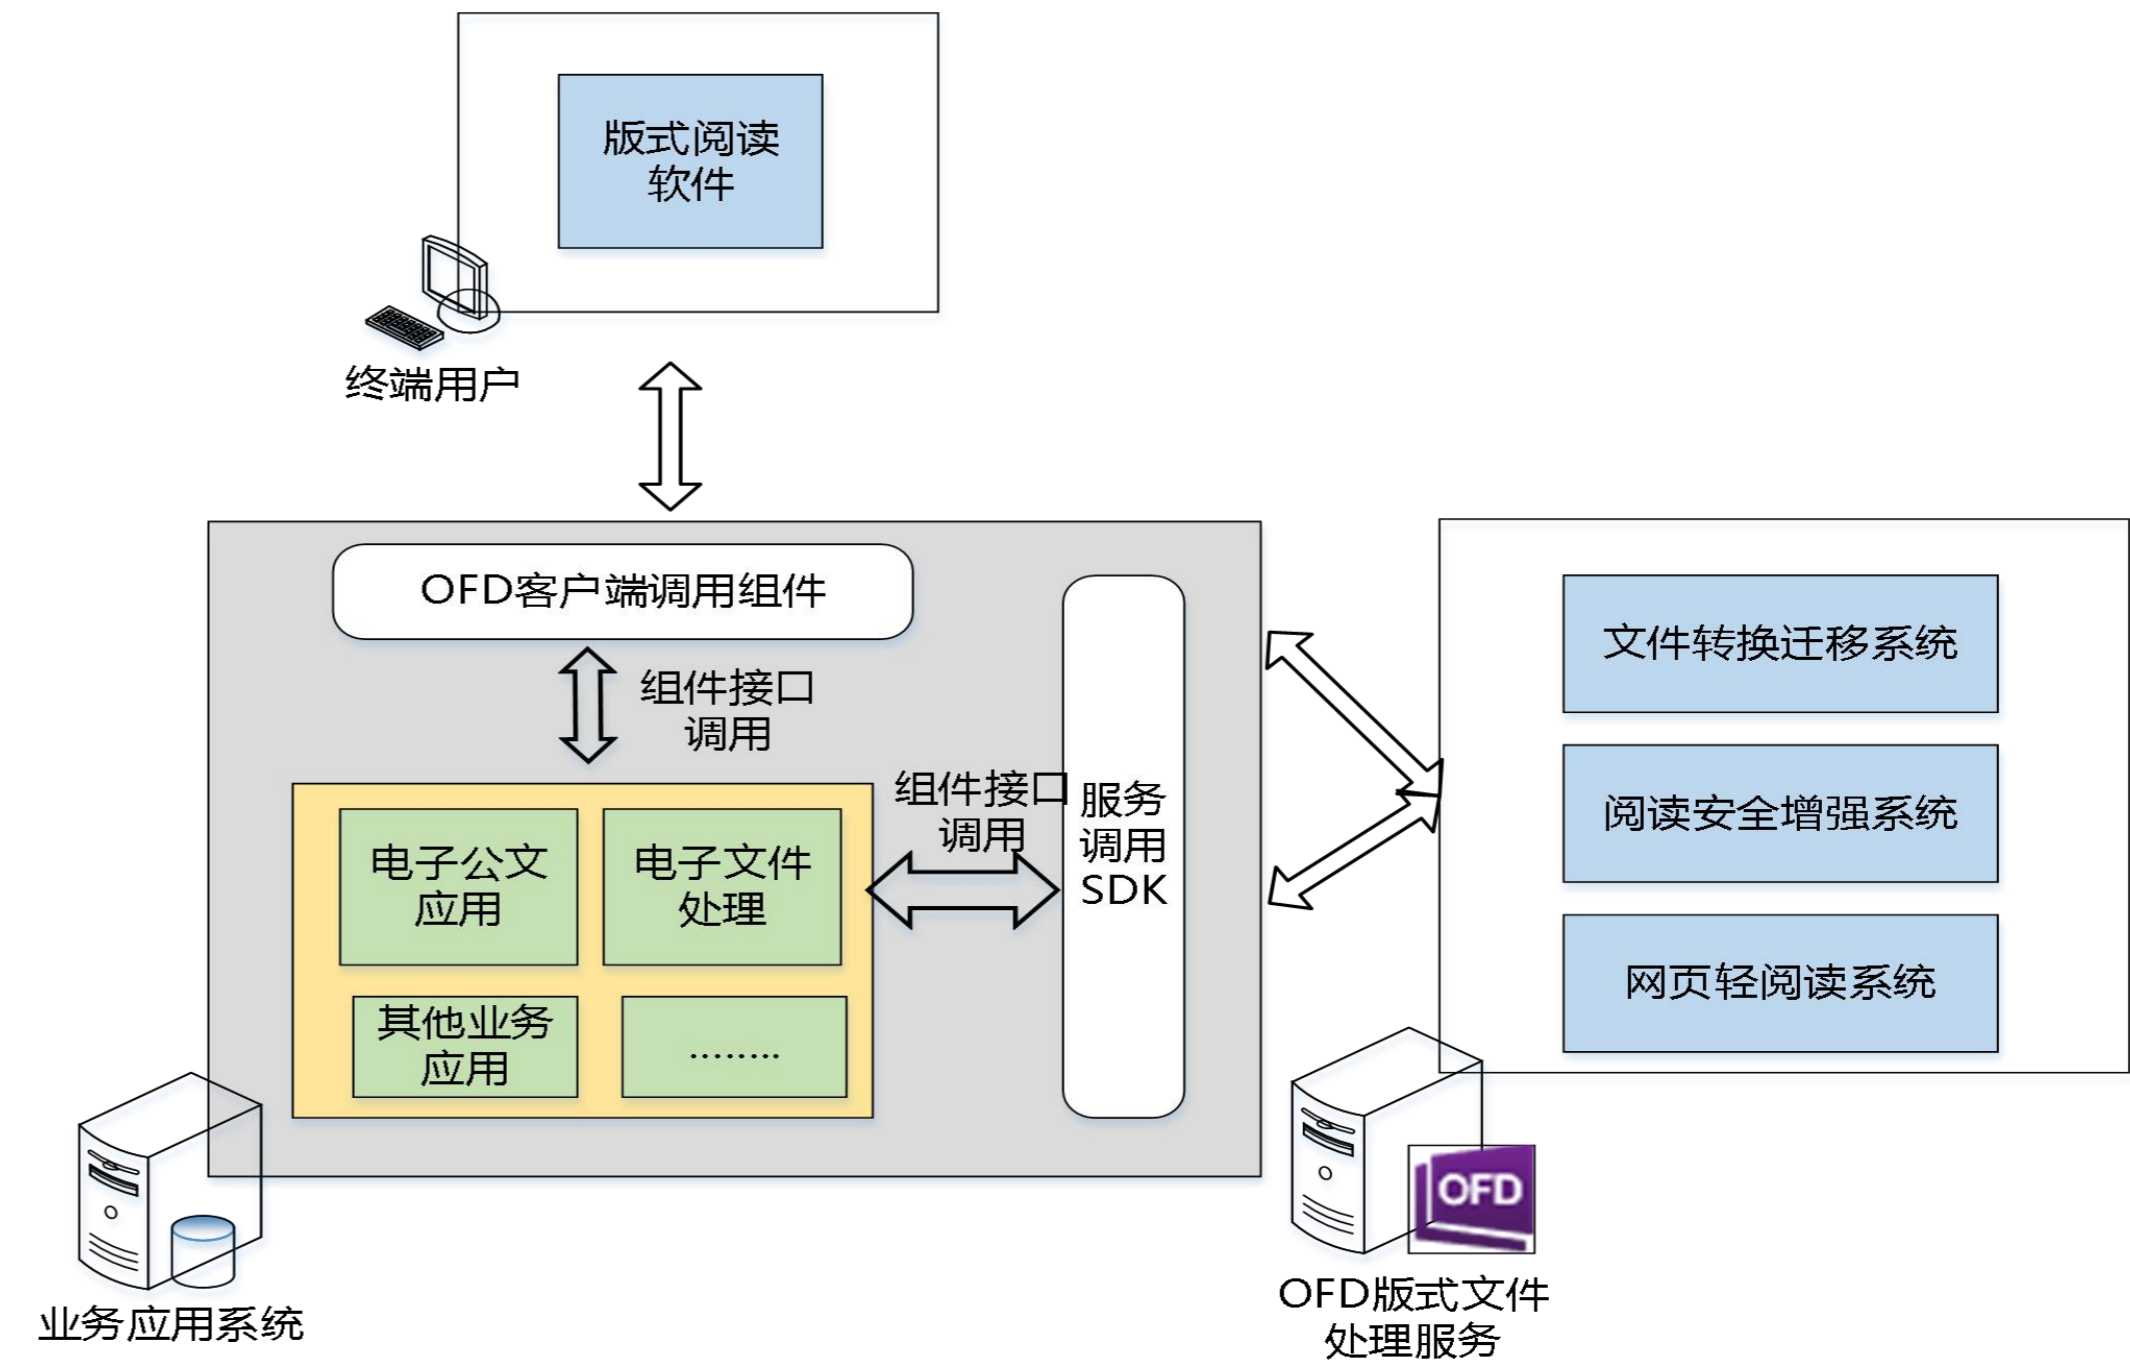 版式阅读
软件
终端用户
OFD客户端调用组件
组件接口
调用
组件接口
调用
服务
调用
SDK
电子公文
应用
电子文件
处理
其他业务
应用
........
业务应用系统
文件转换迁移系统
阅读安全增强系统
网页轻阅读系统
OFD
OFD版式文件
处理服务